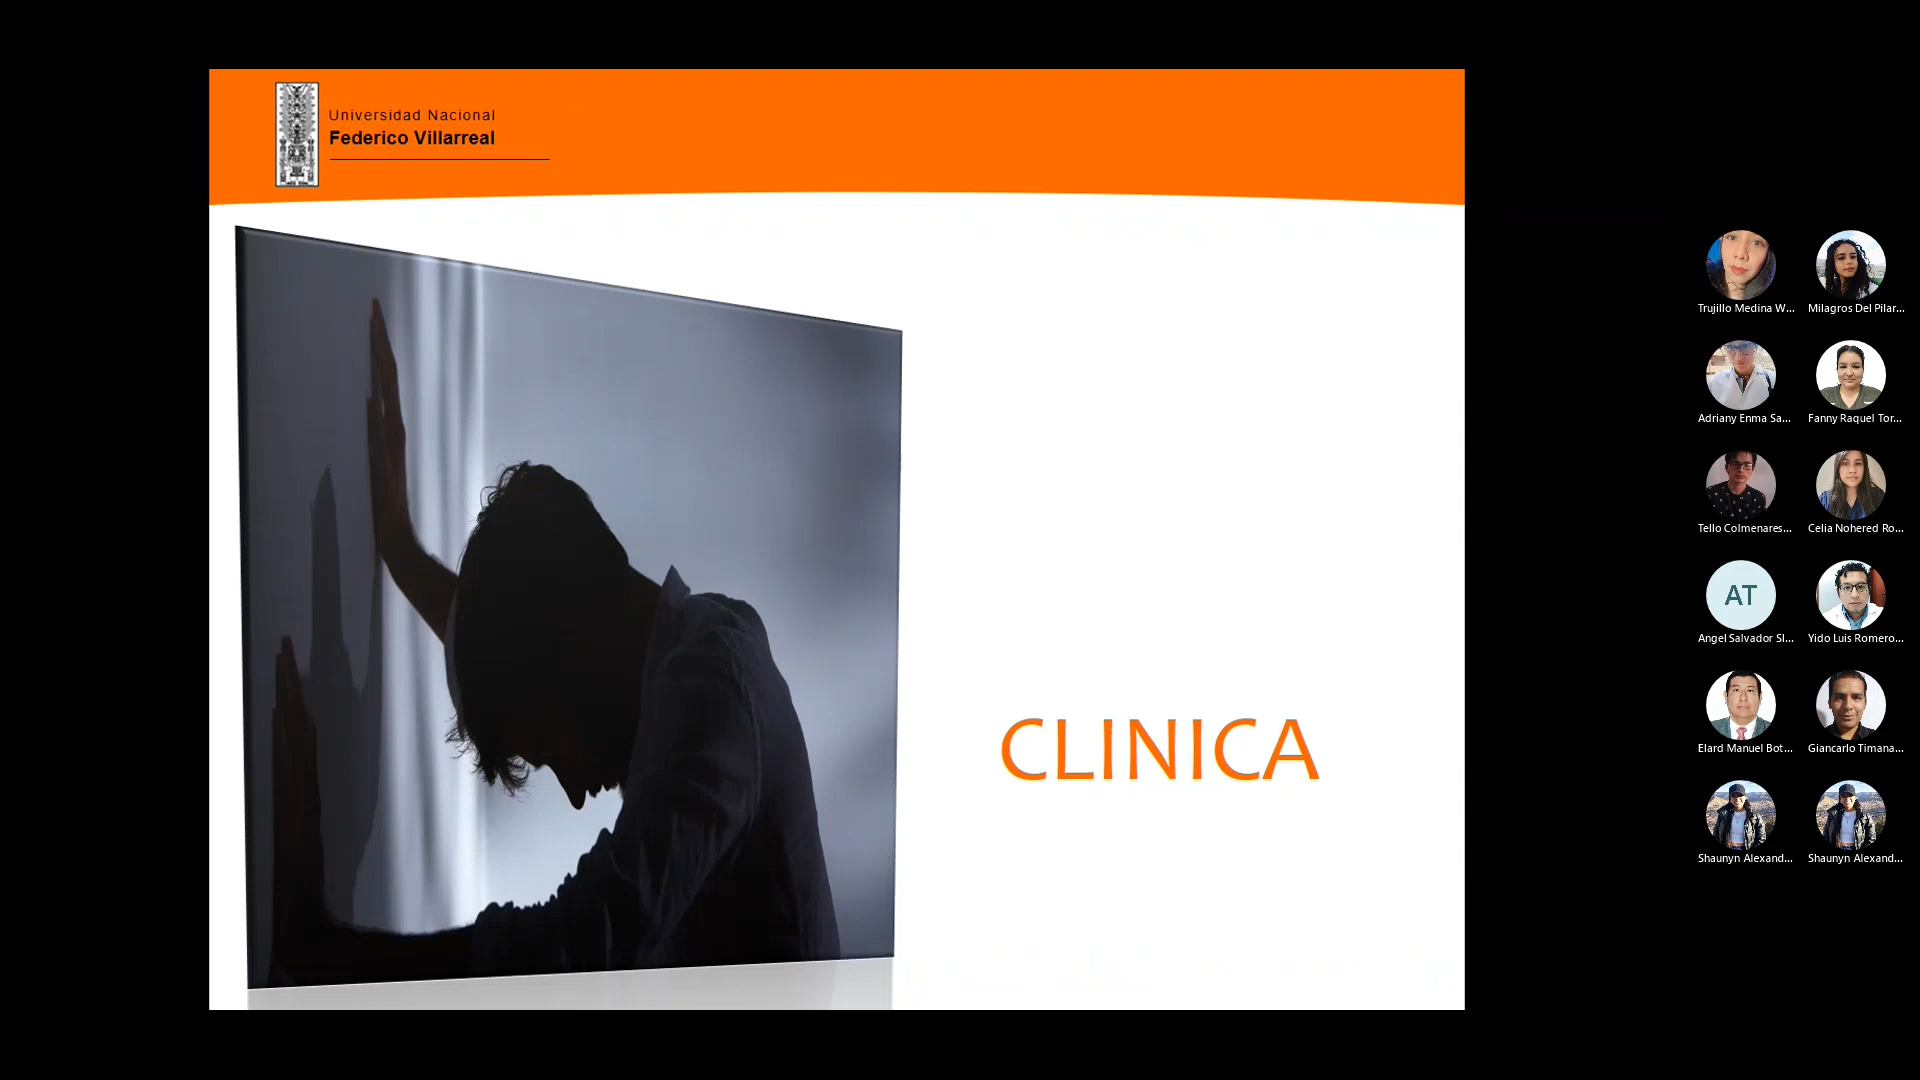 Universidad Nacional
Federico Villarreal
CLINICA
Trujillo Medina W...
Milagros Del Pilar...
Adriany Enma Sa...
Fanny Raquel Tor...
Tello Colmenares...
Celia Nohered Ro...
AT
Angel Salvador Sl...
Yido Luis Romero...
Elard Manuel Bot...
Giancarlo Timana...
Shaunyn Alexand...
Shaunyn Alexand...